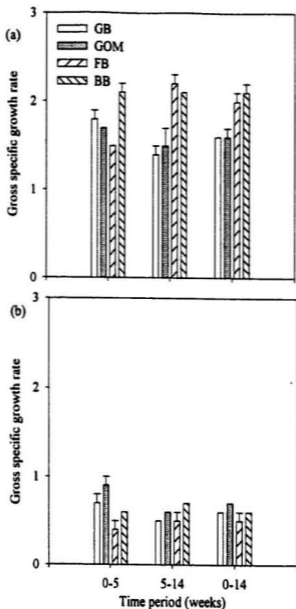 (a)
GB
GOM
FB
BB
3
2
1
0
Gross specific growth rate
(b)
3
2
1
0
Gross specific growth rate
0-5 5-14 0-14
Time period (weeks)